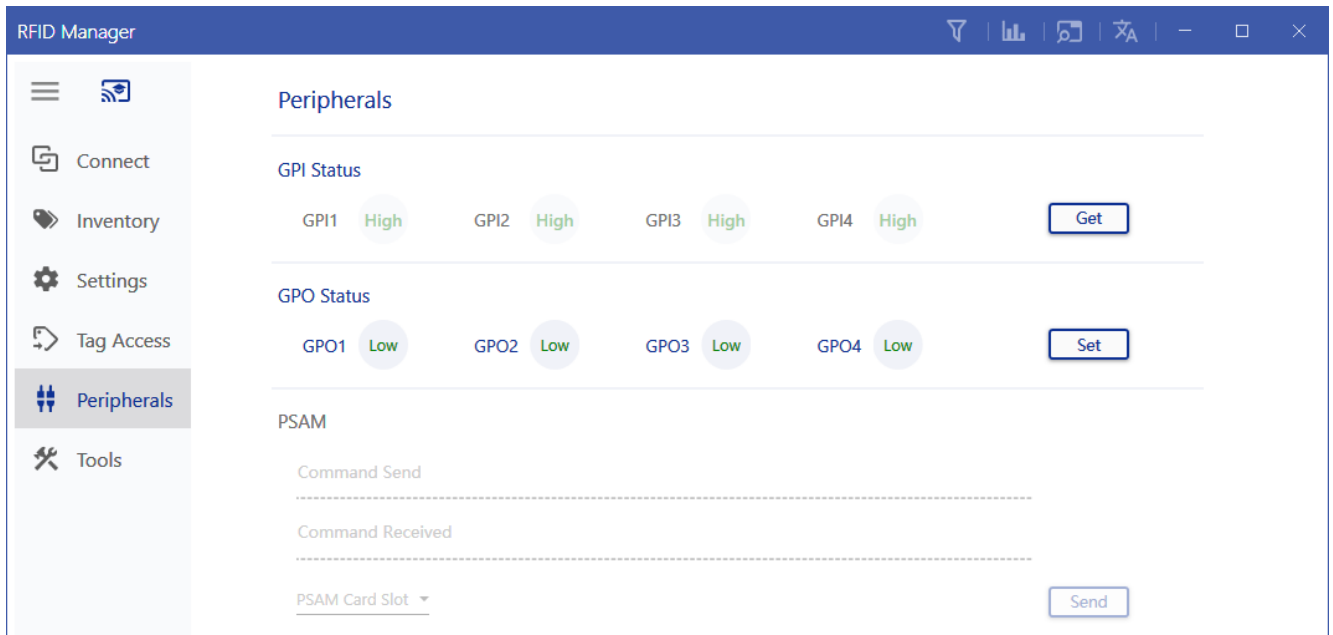 RFID Manager
Peripherals
Connect
GPI Status
Inventory
GPI1 High GPI2 High GPI3 High GPI4 High Get
Settings
GPO Status
Tag Access
GPO1 Low GPO2 Low GPO3 Low GPO4 Low Set
Peripherals
PSAM
Tools
Command Send
Command Received
PSAM Card Slot Send